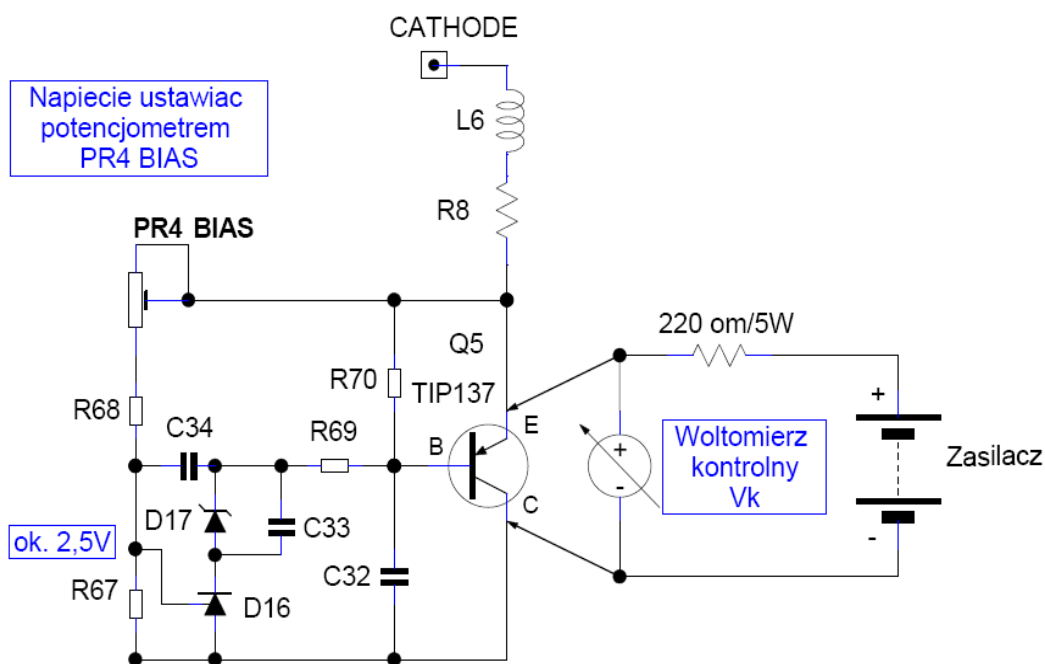 CATHODE
Napiecie ustawiac
potencjometrem
PR4 BIAS
L6
R8
PR4 BIAS
220 om/5W
Q5
R70
TIP137
+
R68
C34
R69
B
E
+
-
Woltomierz
kontrolny
Vk
Zasilacz
C
D17
C33
ok. 2,5V
-
R67
C32
D16